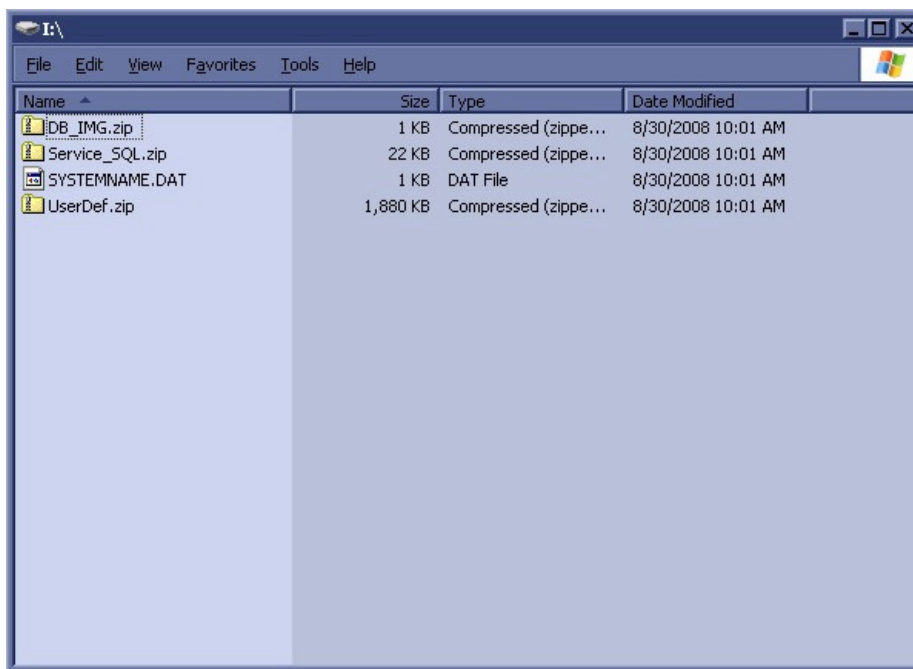 I:\
File Edit View Favorites Tools Help
Name Size Type Date Modified
DB_IMG.zip 1 KB Compressed (zippe... 8/30/2008 10:01 AM
Service_SQL.zip 22 KB Compressed (zippe... 8/30/2008 10:01 AM
SYSTEMNAME.DAT 1 KB DAT File 8/30/2008 10:01 AM
UserDef.zip 1,880 KB Compressed (zippe... 8/30/2008 10:01 AM